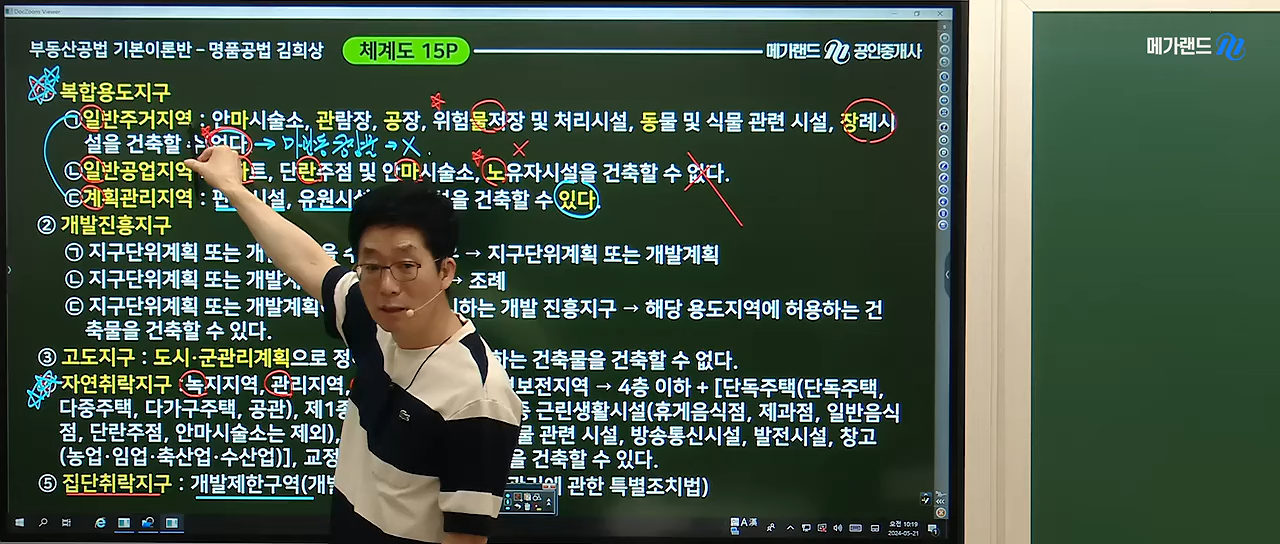 DocZoom Viewer
부동산공법 기본이론반 – 명품공법 김희상
체계도 15P
메가랜드 공인중개사
메가랜드
① 복합용도지구
㉠ 일반주거지역 : 안마시술소, 관람장, 공장, 위험물저장 및 처리시설, 동물 및 식물 관련 시설, 장례시
설을 건축할 수 없다 →
㉡ 일반공업지역 트, 단란주점 및 안마시술소, 노유자시설을 건축할 수 없다.
㉢ 계획관리지역 : 판 시설, 유원시 을 건축할 수 있다.
② 개발진흥지구
㉠ 지구단위계획 또는 개 을 수 → 지구단위계획 또는 개발계획
㉡ 지구단위계획 또는 개발계 → 조례
㉢ 지구단위계획 또는 개발계획 하는 개발 진흥지구 → 해당 용도지역에 허용하는 건
축물을 건축할 수 있다.
③ 고도지구 : 도시·군관리계획으로 정 하는 건축물을 건축할 수 없다.
④ 자연취락지구 : 녹지지역, 관리지역, 보전지역 → 4층 이하 + [단독주택(단독주택,
다중주택, 다가구주택, 공관), 제1종 근린생활시설(휴게음식점, 제과점, 일반음식
점, 단란주점, 안마시술소는 제외), 물 관련 시설, 방송통신시설, 발전시설, 창고
(농업·임업·축산업·수산업)], 교정 을 건축할 수 있다.
⑤ 집단취락지구 : 개발제한구역(개발 관리에 관한 특별조치법)
오전 10:19
2024-05-21